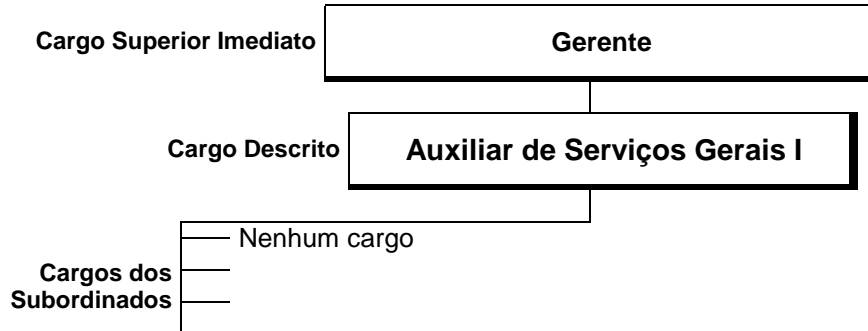 Cargo Superior Imediato
Gerente
Cargo Descrito
Auxiliar de Serviços Gerais I
Nenhum cargo
Cargos dos
Subordinados